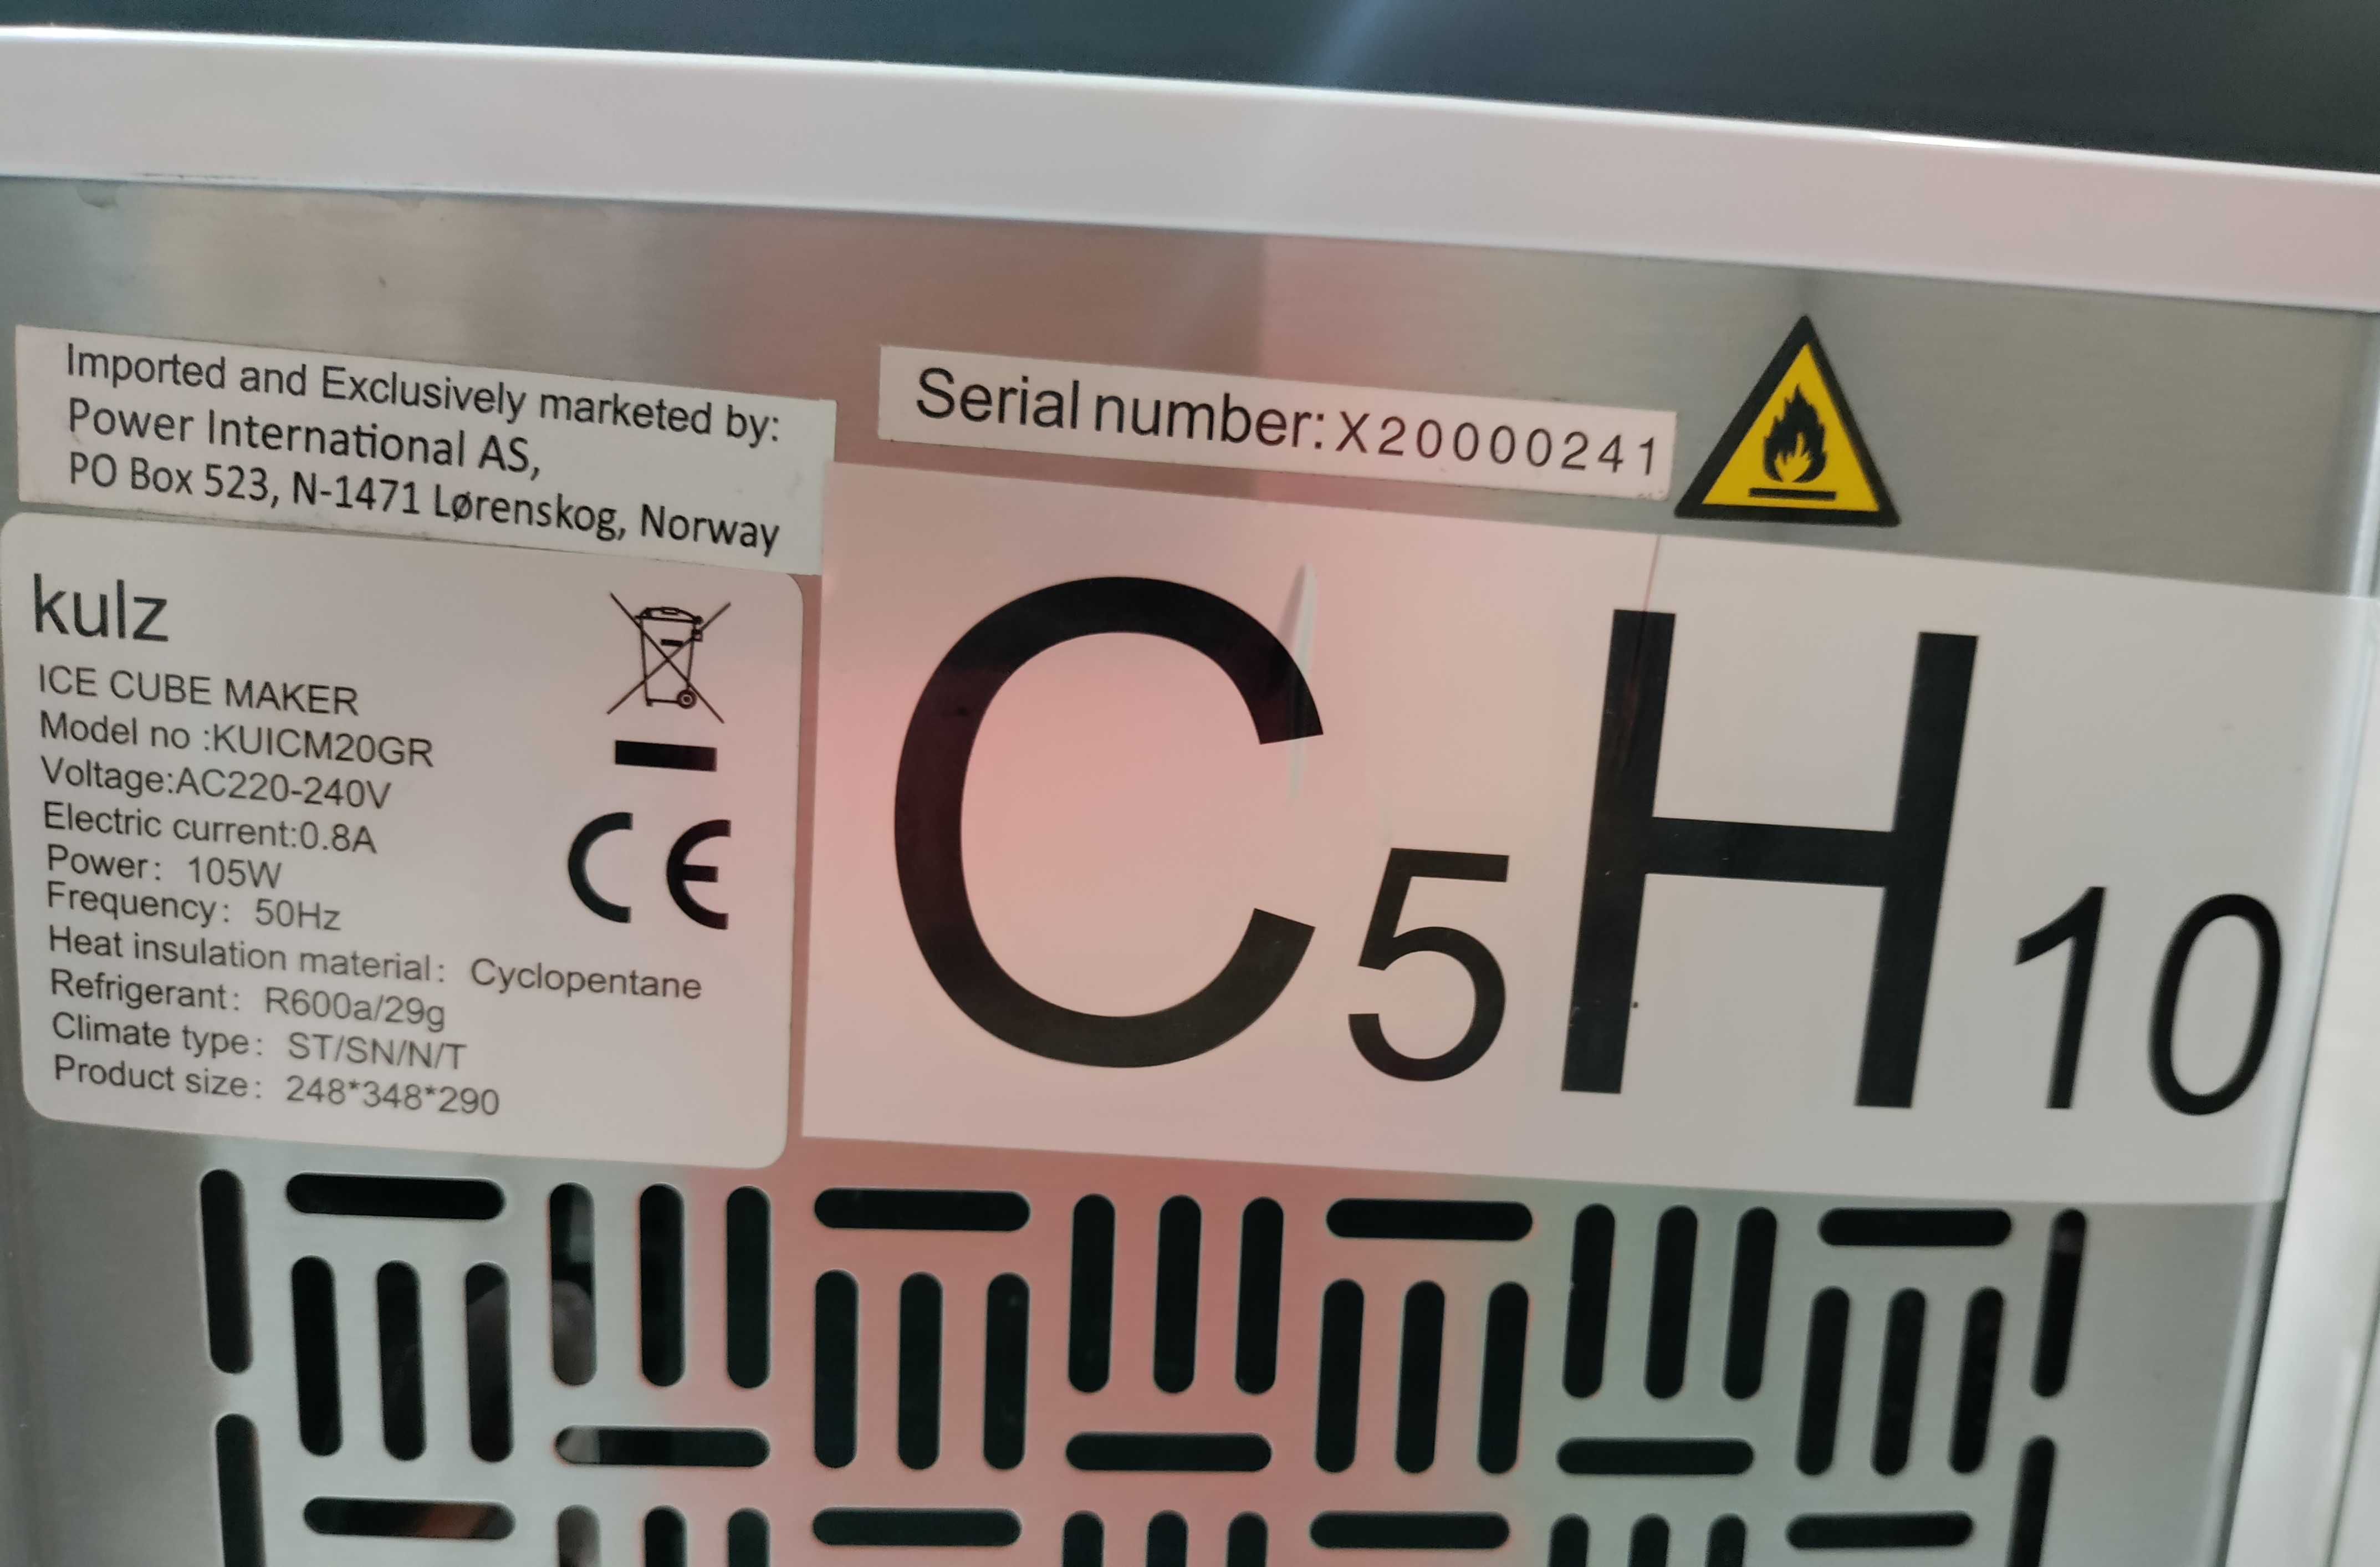 Imported and Exclusively marketed by:
Power International AS,
PO Box 523, N-1471 Lørenskog, Norway
Serial number: X20000241
kulz
ICE CUBE MAKER
Model no :KUICM20GR
Voltage:AC220-240V
Electric current:0.8A
Power: 105W
Frequency: 50Hz
Heat insulation material: Cyclopentane
Refrigerant: R600a/29g
Climate type: ST/SN/N/T
Product size: 248*348*290
CE
C5H10